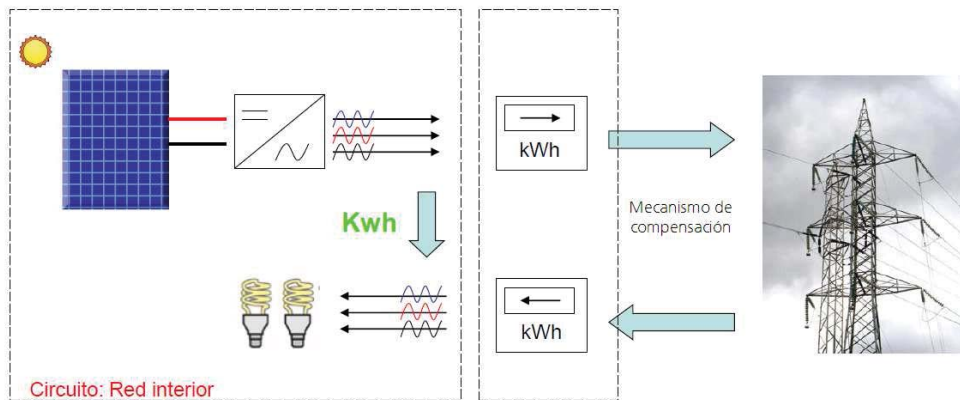 kWh
Kwh
Mecanismo de
compensación
kWh
Circuito: Red interior